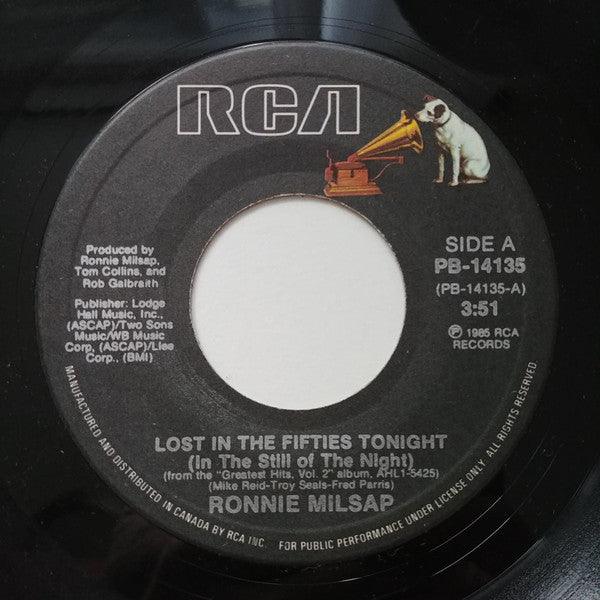 RCA
SIDE A
PB-14135
(PB-14135-A)
3:51
℗ 1985 RCA
RECORDS
Produced by
Ronnie Milsap,
Tom Collins, and
Rob Galbraith
Publisher: Lodge
Hall Music, Inc.,
(ASCAP)/Two Sons
Music/WB Music
Corp, (ASCAP)/Llee
Corp., (BMI)
LOST IN THE FIFTIES TONIGHT
(In The Still of The Night)
(from the "Greatest Hits, Vol. 2" album, AHL1-5425)
(Mike Reid-Troy Seals-Fred Parris)
RONNIE MILSAP
MANUFACTURED AND DISTRIBUTED IN CANADA BY RCA INC. FOR PUBLIC PERFORMANCE UNDER LICENSE ONLY. ALL RIGHTS RESERVED.